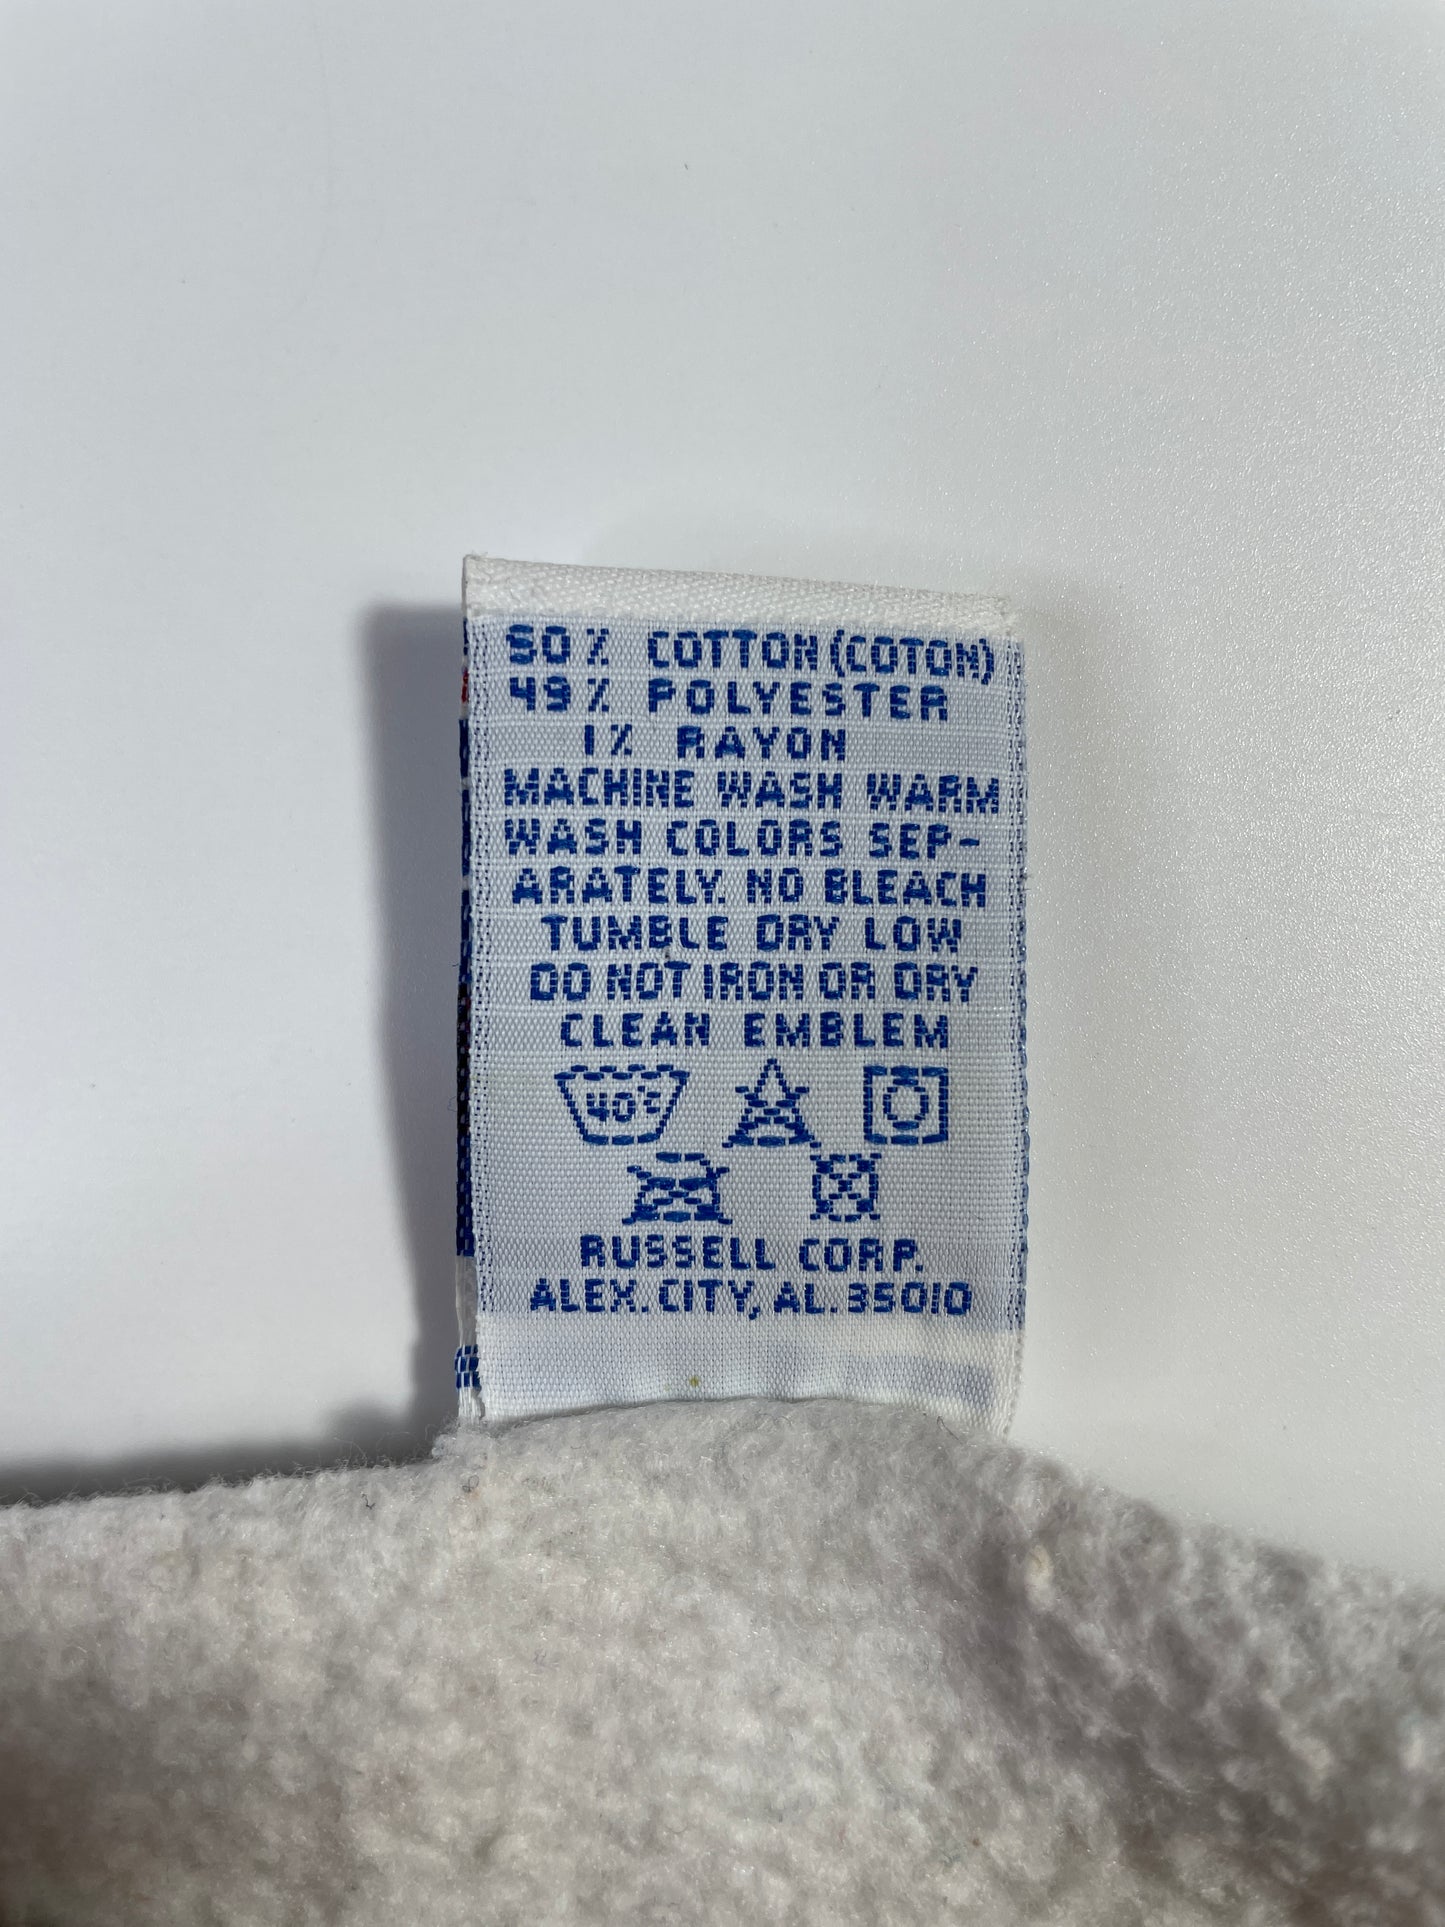 50% COTTON (COTON)
49% POLYESTER
1% RAYON
MACHINE WASH WARM
WASH COLORS SEP-
ARATELY. NO BLEACH
TUMBLE DRY LOW
DO NOT IRON OR DRY
CLEAN EMBLEM
40°C
RUSSELL CORP.
ALEX. CITY, AL. 35010